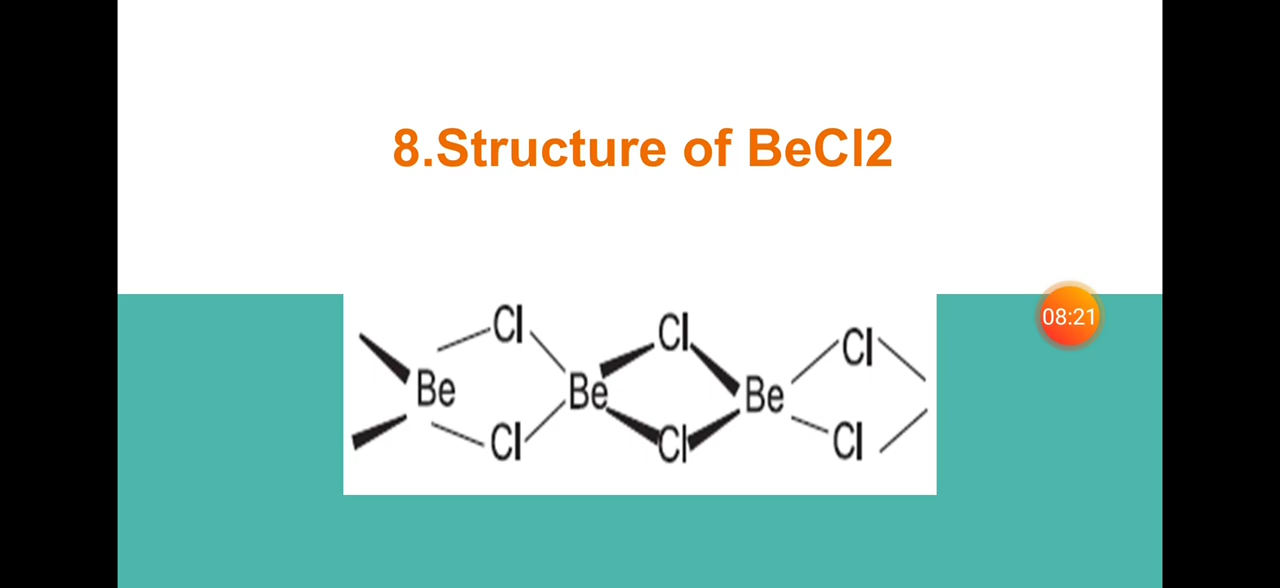 8.Structure of BeCl2
08:21
Cl Cl Cl
Be Be Be
Cl Cl Cl